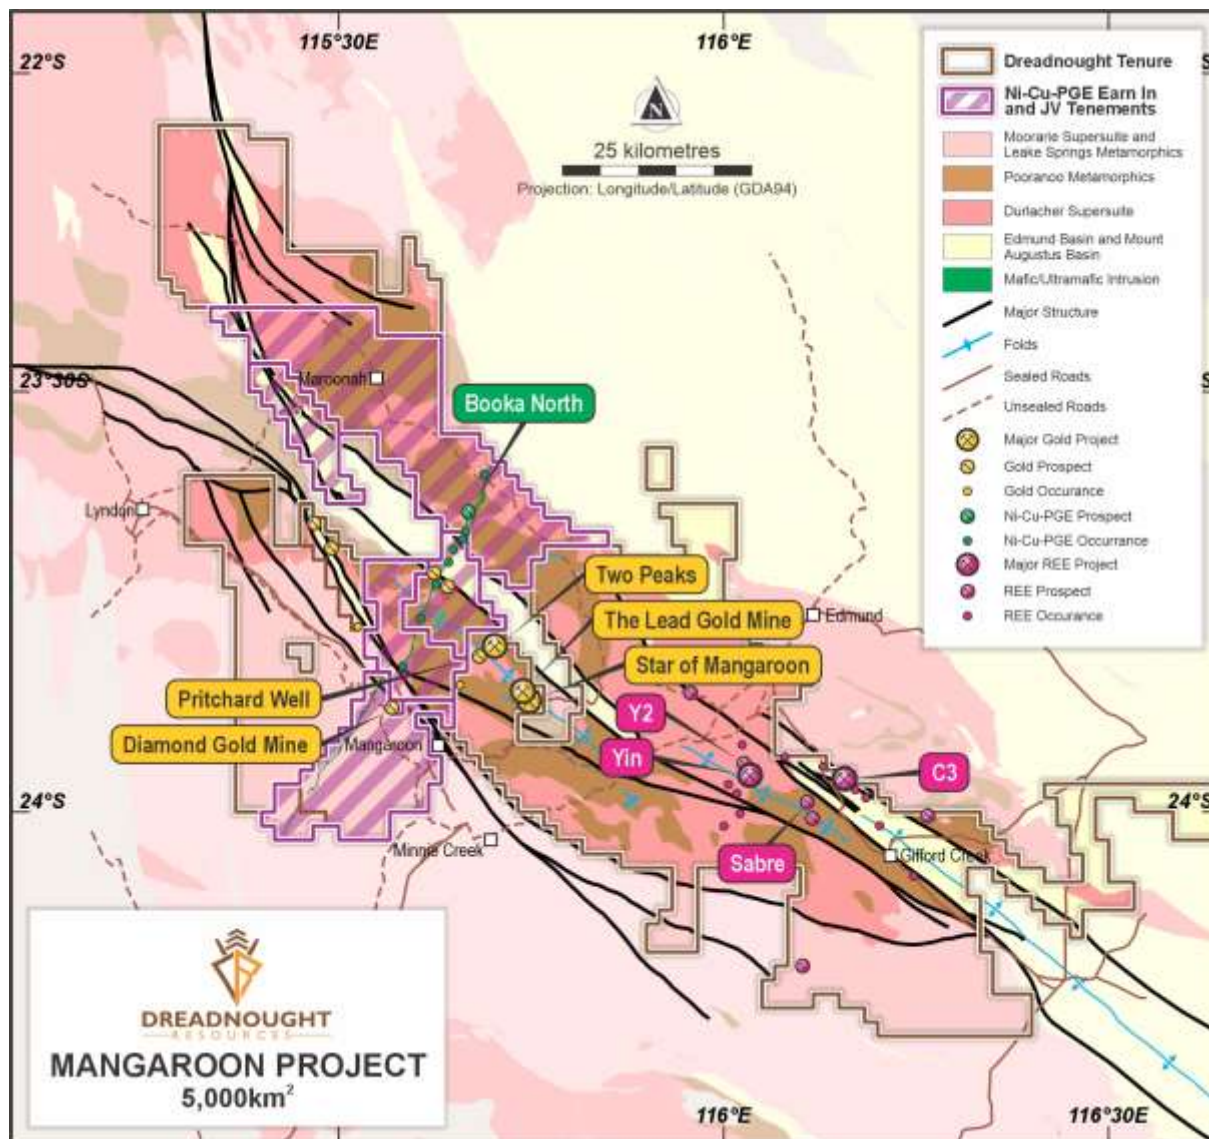 115°30E
116°E
22°S
S
N
25 kilometres
Projection: Longitude/Latitude (GDA94)
Dreadnought Tenure
Ni-Cu-PGE Earn In
and JV Tenements
Moorarie Supersuite and
Leake Springs Metamorphics
Pooranoo Metamorphics
Durlacher Supersuite
Edmund Basin and Mount
Augustus Basin
Mafic/Ultramafic Intrusion
Major Structure
Folds
Sealed Roads
Unsealed Roads
Major Gold Project
Gold Prospect
Gold Occurance
Ni-Cu-PGE Prospect
Ni-Cu-PGE Occurrance
Major REE Project
REE Prospect
REE Occurance
23°30S
S
Maroonah
Booka North
Lyndon
Two Peaks
The Lead Gold Mine
Edmund
Star of Mangaroon
Pritchard Well
Y2
Diamond Gold Mine
Mangaroon
Yin
C3
24°S
24°S
Minnie Creek
Gifford Creek
Sabre
DREADNOUGHT
RESOURCES
MANGAROON PROJECT
5,000km²
116°E
116°30E